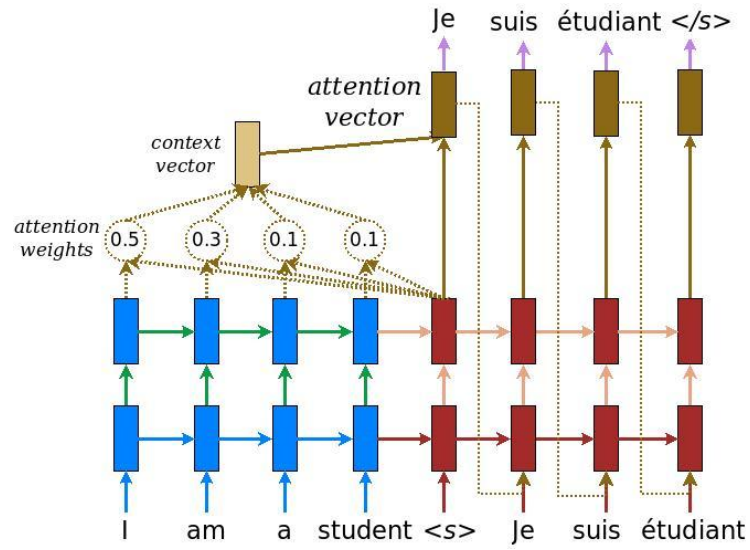 Je suis étudiant </s>
attention
vector
context
vector
attention
weights
0.5 0.3 0.1 0.1
I am a student <s> Je suis étudiant